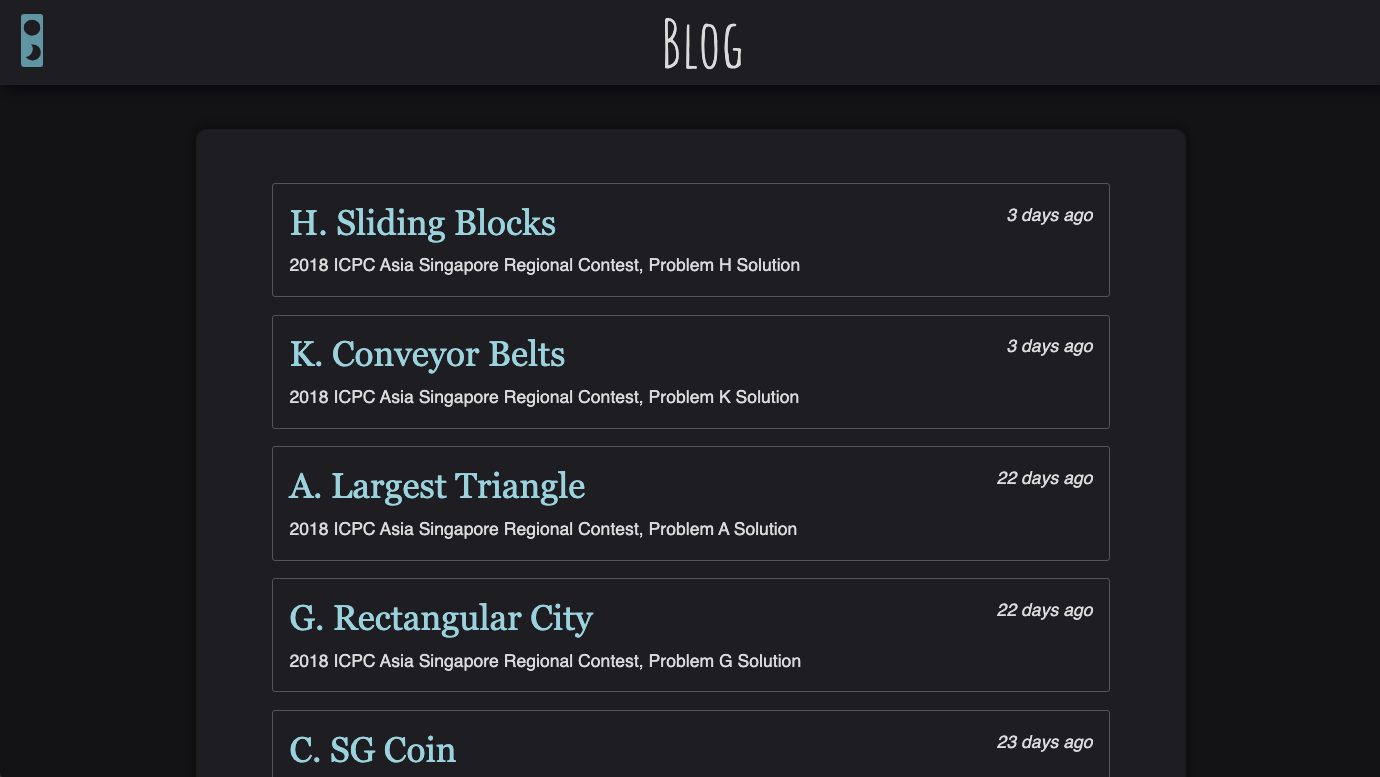 Blog
H. Sliding Blocks
3 days ago
2018 ICPC Asia Singapore Regional Contest, Problem H Solution
K. Conveyor Belts
3 days ago
2018 ICPC Asia Singapore Regional Contest, Problem K Solution
A. Largest Triangle
22 days ago
2018 ICPC Asia Singapore Regional Contest, Problem A Solution
G. Rectangular City
22 days ago
2018 ICPC Asia Singapore Regional Contest, Problem G Solution
C. SG Coin
23 days ago